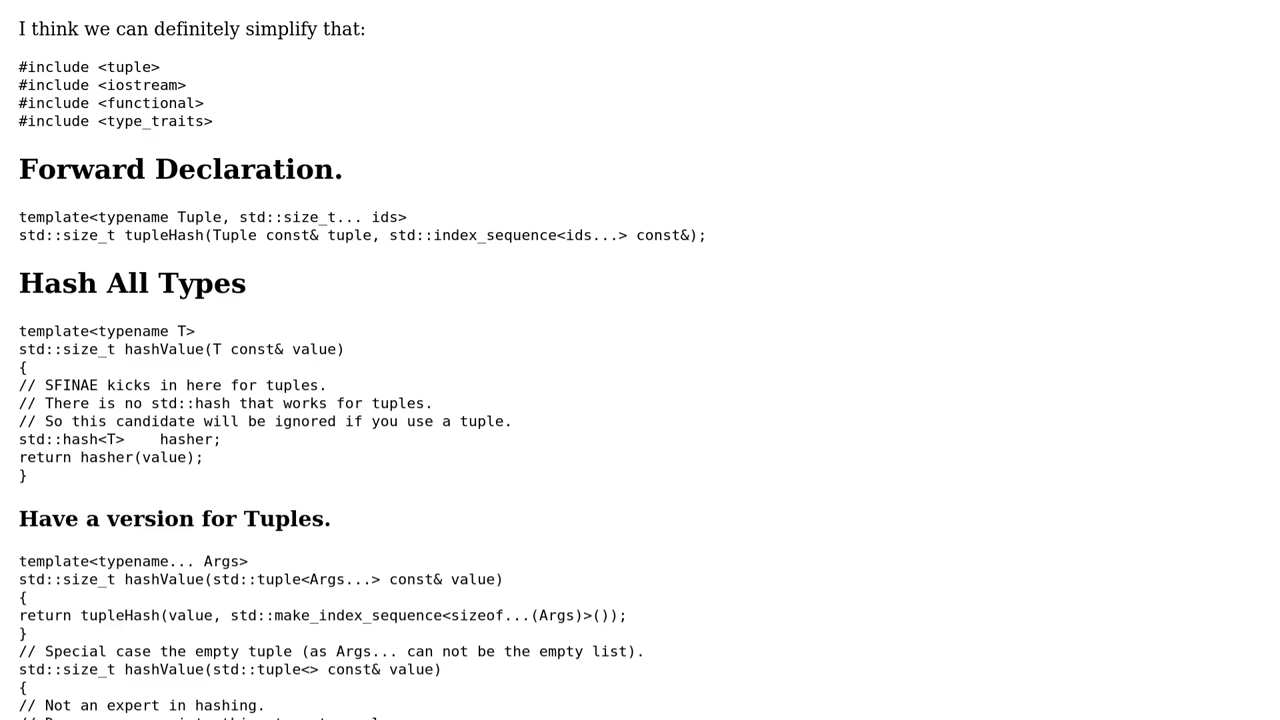 I think we can definitely simplify that:
#include <tuple>
#include <iostream>
#include <functional>
#include <type_traits>
Forward Declaration.
template<typename Tuple, std::size_t... ids>
std::size_t tupleHash(Tuple const& tuple, std::index_sequence<ids...> const&);
Hash All Types
template<typename T>
std::size_t hashValue(T const& value)
{
// SFINAE kicks in here for tuples.
// There is no std::hash that works for tuples.
// So this candidate will be ignored if you use a tuple.
std::hash<T>    hasher;
return hasher(value);
}
Have a version for Tuples.
template<typename... Args>
std::size_t hashValue(std::tuple<Args...> const& value)
{
return tupleHash(value, std::make_index_sequence<sizeof...(Args)>());
}
// Special case the empty tuple (as Args... can not be the empty list).
std::size_t hashValue(std::tuple<> const& value)
{
// Not an expert in hashing.